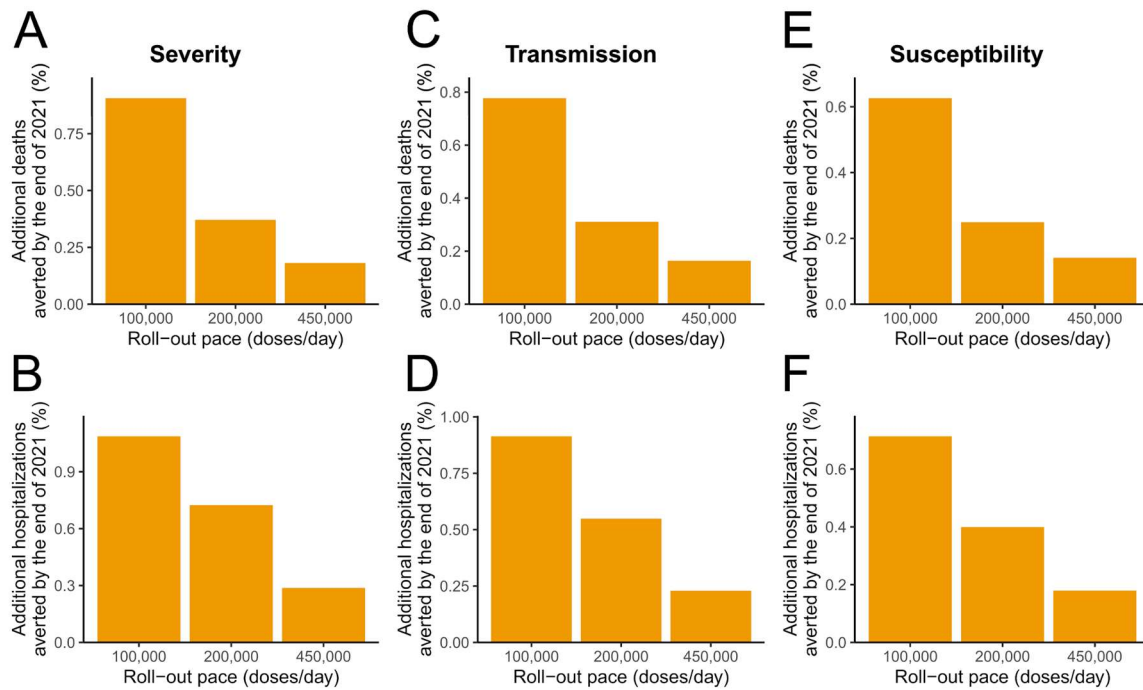 A
Severity
Additional deaths
averted by the end of 2021 (%)
0.75
0.50
0.25
0.00
100,000 200,000 450,000
Roll−out pace (doses/day)
C
Transmission
Additional deaths
averted by the end of 2021 (%)
0.8
0.6
0.4
0.2
0.0
100,000 200,000 450,000
Roll−out pace (doses/day)
E
Susceptibility
Additional deaths
averted by the end of 2021 (%)
0.6
0.4
0.2
0.0
100,000 200,000 450,000
Roll−out pace (doses/day)
B
Additional hospitalizations
averted by the end of 2021 (%)
0.9
0.6
0.3
0.0
100,000 200,000 450,000
Roll−out pace (doses/day)
D
Additional hospitalizations
averted by the end of 2021 (%)
1.00
0.75
0.50
0.25
0.00
100,000 200,000 450,000
Roll−out pace (doses/day)
F
Additional hospitalizations
averted by the end of 2021 (%)
0.6
0.4
0.2
0.0
100,000 200,000 450,000
Roll−out pace (doses/day)